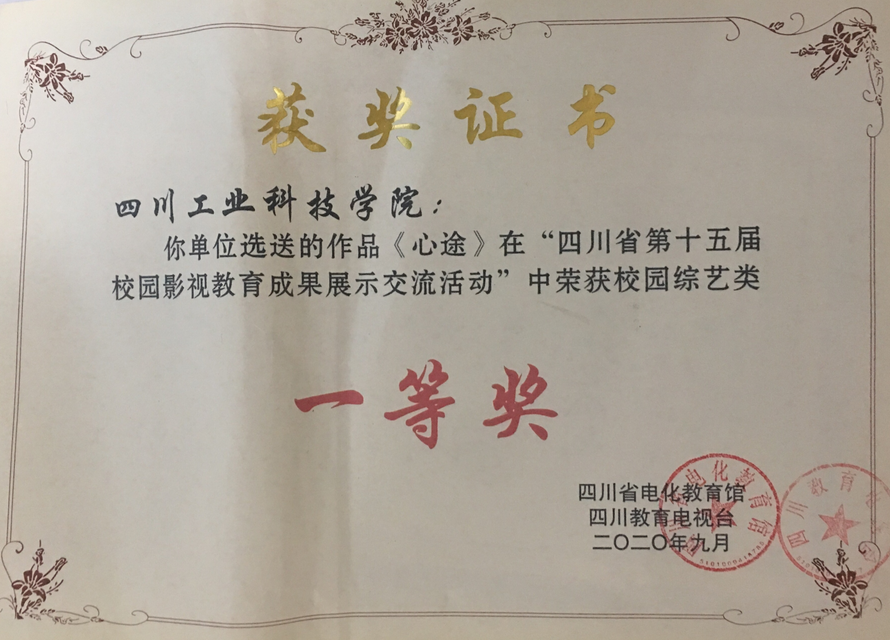 获奖证书
四川工业科技学院：
你单位选送的作品《心途》在“四川省第十五届
校园影视教育成果展示交流活动”中荣获校园综艺类
一等奖
四川省电化教育馆
四川教育电视台
二〇二〇年九月